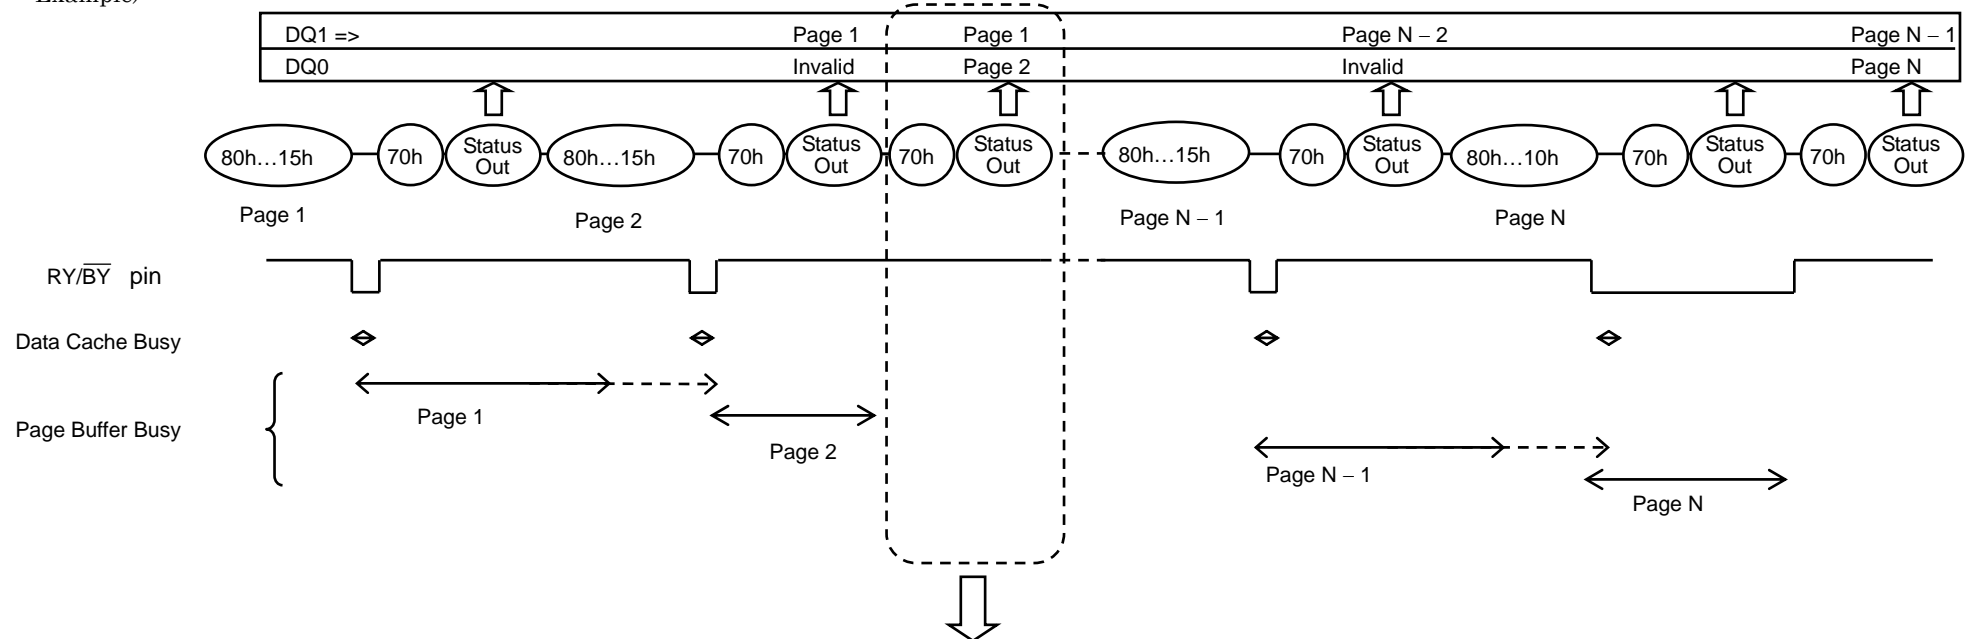 Example)
DQ1 => Page 1 Page 1 Page N – 2 Page N – 1
DQ0 Invalid Page 2 Invalid Page N
80h…15h 70h Status Out 80h…15h 70h Status Out 70h Status Out 80h…15h 70h Status Out 80h…10h 70h Status Out 70h Status Out
Page 1 Page 2 Page N – 1 Page N
RY/BY pin
Data Cache Busy
Page Buffer Busy
Page 1
Page 2
Page N – 1
Page N